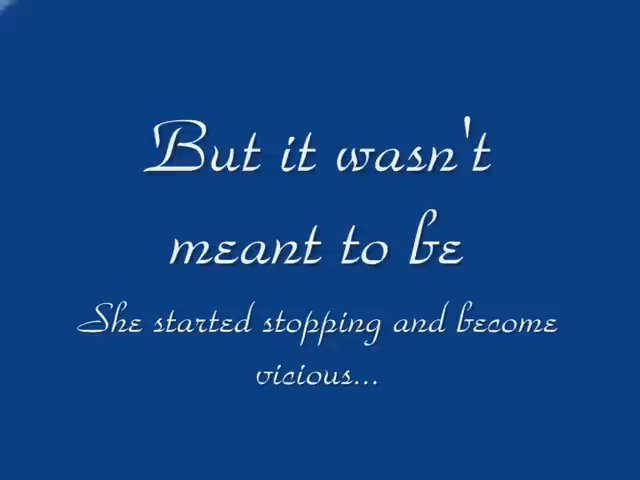 But it wasn't
meant to be
She started stopping and become
vicious...